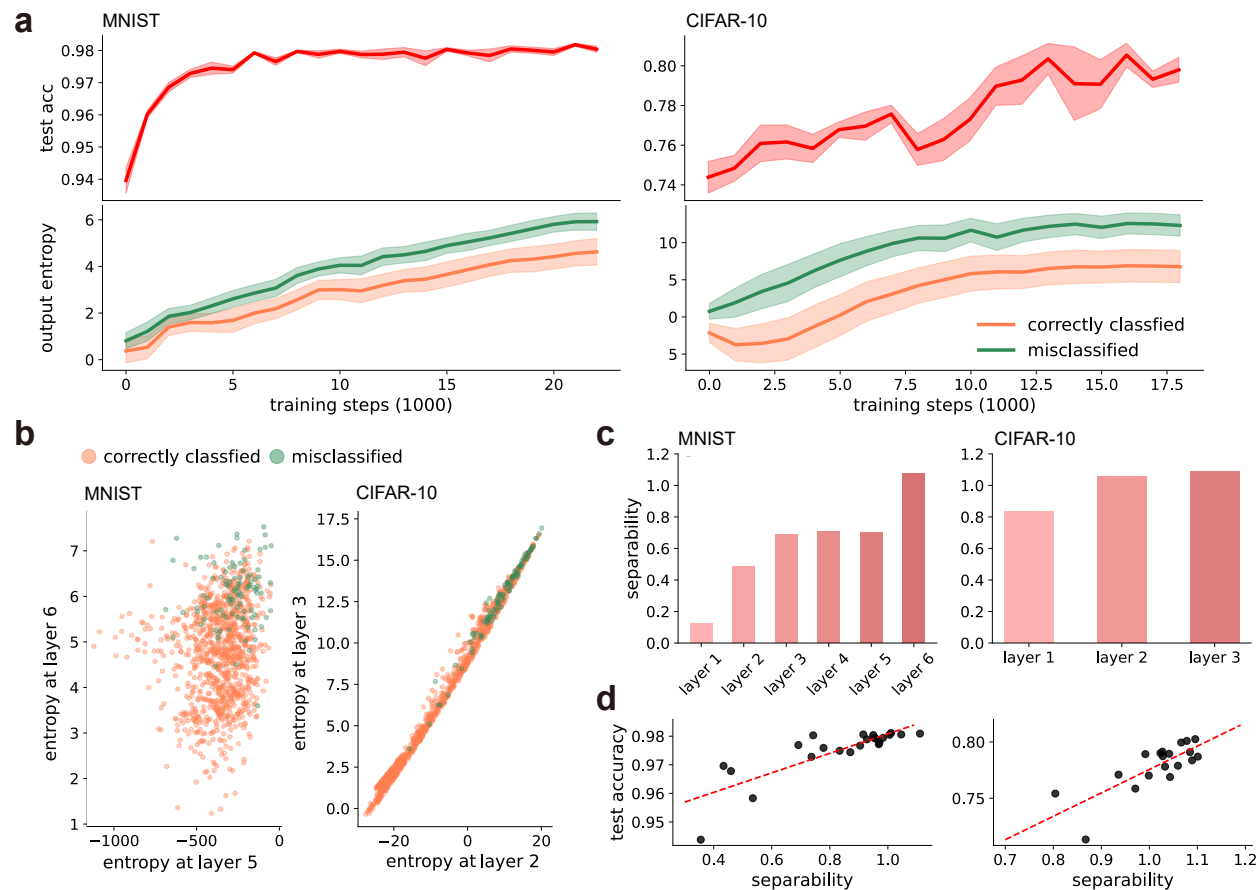 a
MNIST
CIFAR-10
test acc
0.98
0.97
0.96
0.95
0.94
0.80
0.78
0.76
0.74
output entropy
6
4
2
0
10
5
0
5
correctly classfied
misclassified
0 5 10 15 20
training steps (1000)
0.0 2.5 5.0 7.5 10.0 12.5 15.0 17.5
training steps (1000)
b
correctly classfied misclassified
MNIST
CIFAR-10
entropy at layer 6
7
6
5
4
3
2
1
−1000 −500 0
entropy at layer 5
entropy at layer 3
17.5
15.0
12.5
10.0
7.5
5.0
2.5
0.0
−20 0 20
entropy at layer 2
c
MNIST
CIFAR-10
separability
1.2
1.0
0.8
0.6
0.4
0.2
0.0
layer 1 layer 2 layer 3 layer 4 layer 5 layer 6
1.2
1.0
0.8
0.6
0.4
0.2
0.0
layer 1 layer 2 layer 3
d
test accuracy
0.98
0.97
0.96
0.95
0.4 0.6 0.8 1.0
separability
0.80
0.75
0.7 0.8 0.9 1.0 1.1 1.2
separability